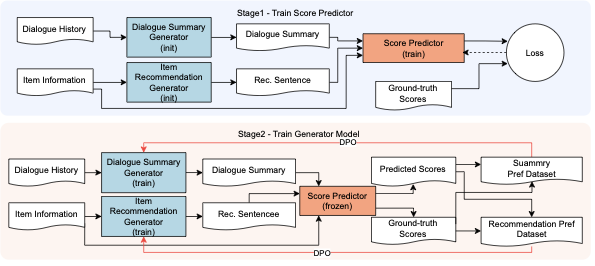 Stage1 - Train Score Predictor
Dialogue History
Dialogue Summary
Generator
(init)
Dialogue Summary
Score Predictor
(train)
Loss
Item Information
Item
Recommendation
Generator
(init)
Rec. Sentence
Ground-truth
Scores
Stage2 - Train Generator Model
DPO
Dialogue History
Dialogue Summary
Generator
(train)
Dialogue Summary
Predicted Scores
Suammry
Pref Dataset
Score Predictor
(frozen)
Item Information
Item
Recommendation
Generator
(train)
Rec. Sentencee
Ground-truth
Scores
Recommendation Pref
Dataset
DPO